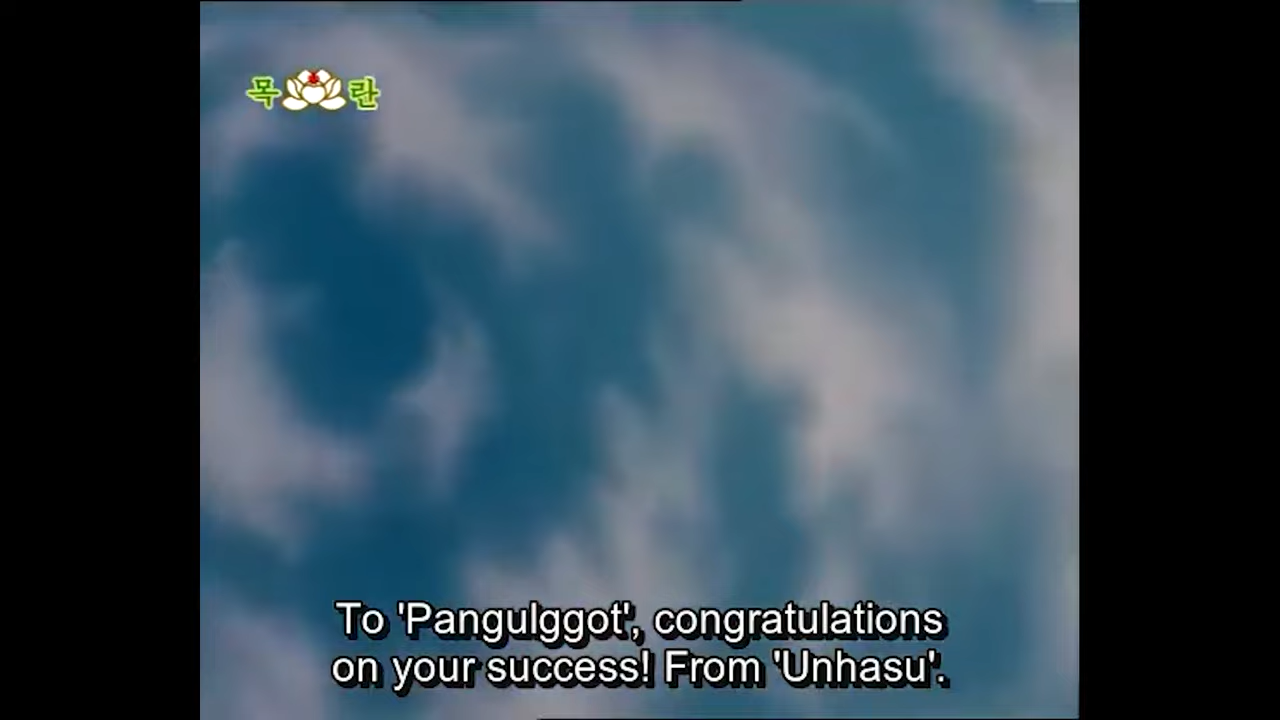 목란
To 'Pangulggot', congratulations
on your success! From 'Unhasu'.